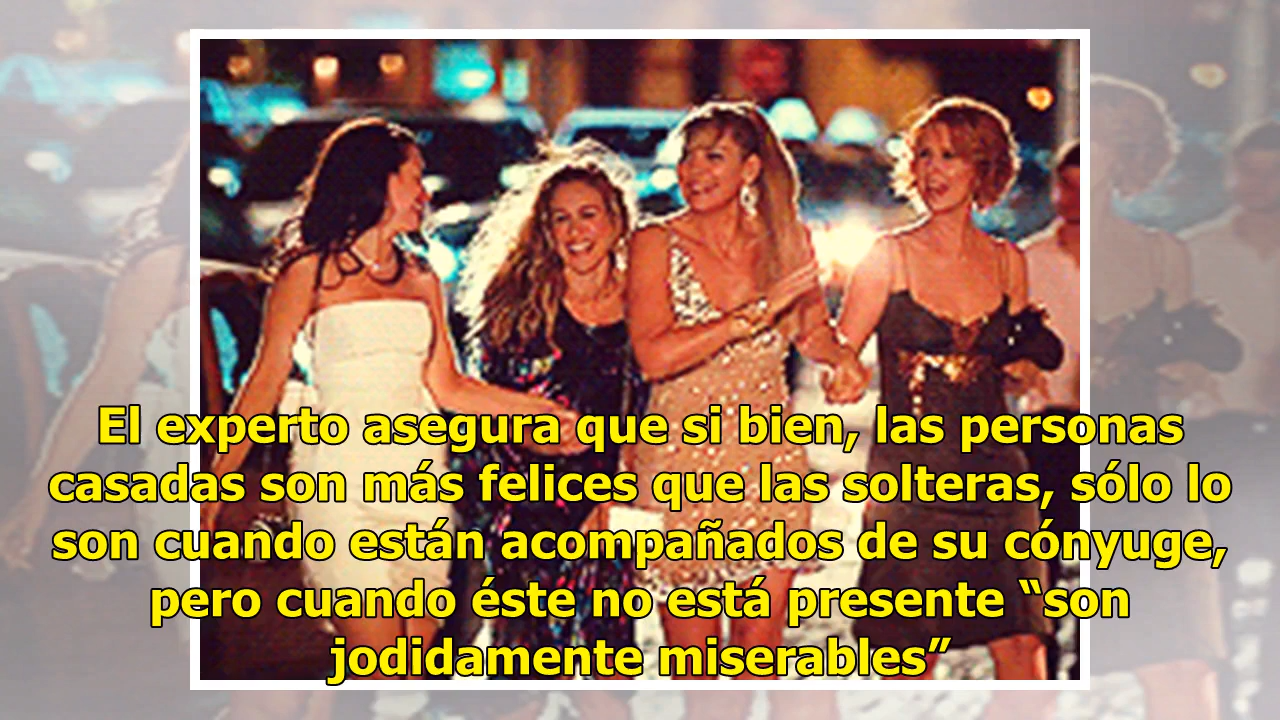 El experto asegura que si bien, las personas
casadas son más felices que las solteras, sólo lo
son cuando están acompañados de su cónyuge,
pero cuando éste no está presente “son
jodidamente miserables”